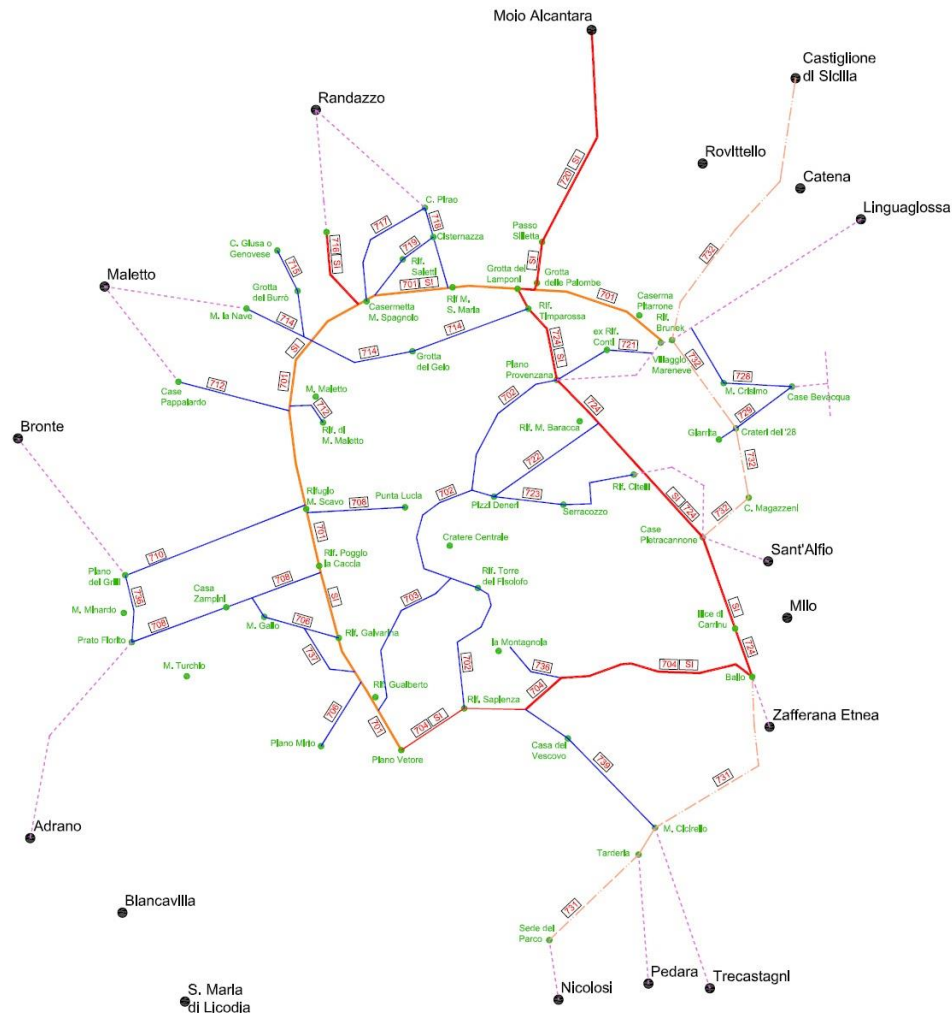 Moio Alcantara
Castiglione
di Sicilia
Randazzo
Rovittello
Catena
Linguaglossa
C. Pirao
717
718
Cisternazza
719
Rif.
Saletti
716 SI
C. Giusa o
Genovese
715
Grotta
del Burrò
Maletto
M. la Nave
714
701 SI
Casermetta
M. Spagnolo
Rif M.
S. Maria
720 SI
Passo
Silletta
SI
Grotta dei
Lamponi
Grotta
delle Palombe
732
701
Caserma
Pitarrone
Rif.
Brunek
Rif.
Timparossa
724 SI
714
714
Grotta
del Gelo
ex Rif.
Conti
721
Villaggio
Mareneve
732
SI
701
Piano
Provenzana
726
M. Crisimo
Case Bevacqua
712
Case
Pappalardo
M. Maletto
712
Rif. di
M. Maletto
702
724
Rif. M. Baracca
729
Giarrita
Crateri del '28
Bronte
722
702
Pizzi Deneri
723
Serracozzo
Rif. Citelli
732
C. Magazzeni
732
SI 724
Rifugio
M. Scavo
708
Punta Lucia
701
710
Cratere Centrale
Case
Pietracannone
Sant'Alfio
Piano
dei Grilli
736
M. Minardo
Prato Fiorito
Casa
Zampini
708
708
Rif. Poggio
la Caccia
SI
Rif. Torre
del Filosofo
703
M. Gallo
706
Rif. Galvarina
737
Milo
Ilice di
Carrinu
SI
724
la Montagnola
702
735
704 SI
Ballo
M. Turchio
Rif. Gualberto
706
701
Rif. Sapienza
704
704 SI
Piano Mirio
Piano Vetore
Casa del
Vescovo
739
Zafferana Etnea
731
M. Cicirello
Tarderia
Adrano
731
Biancavilla
Sede del
Parco
S. Maria
di Licodia
Nicolosi
Pedara
Trecastagni